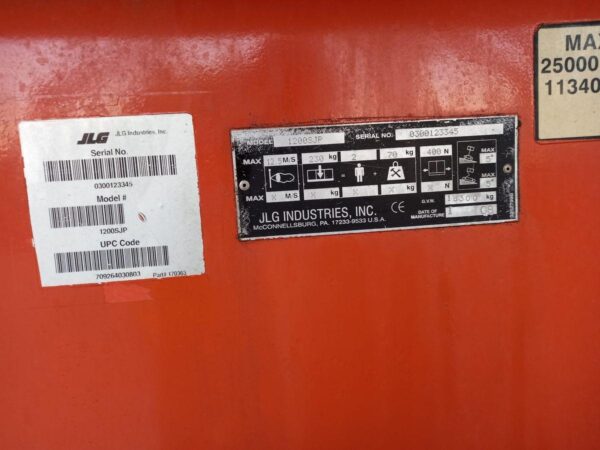 JLG JLG Industries, Inc.
Serial No.
0300123345
Model #
1200SJP
UPC Code
709264030803 Part# 170363
MODEL 1200SJP SERIAL NO. 0300123345
MAX 12.5 M/S 230 kg = 2 70 kg 400 N MAX 5°
MAX X M/S X kg = X X kg X N MAX 5°
JLG INDUSTRIES, INC. CE G.V.W. 18300 kg
McCONNELLSBURG, PA. 17233-9533 U.S.A. DATE OF MANUFACTURE 1
MAX
25000
11340